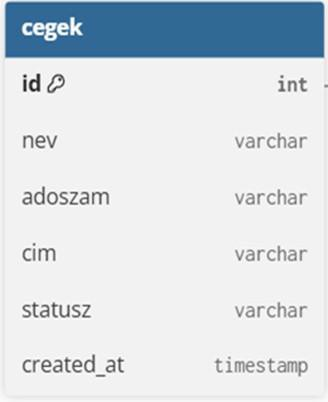 cegek
id int
nev varchar
adoszam varchar
cim varchar
statusz varchar
created_at timestamp